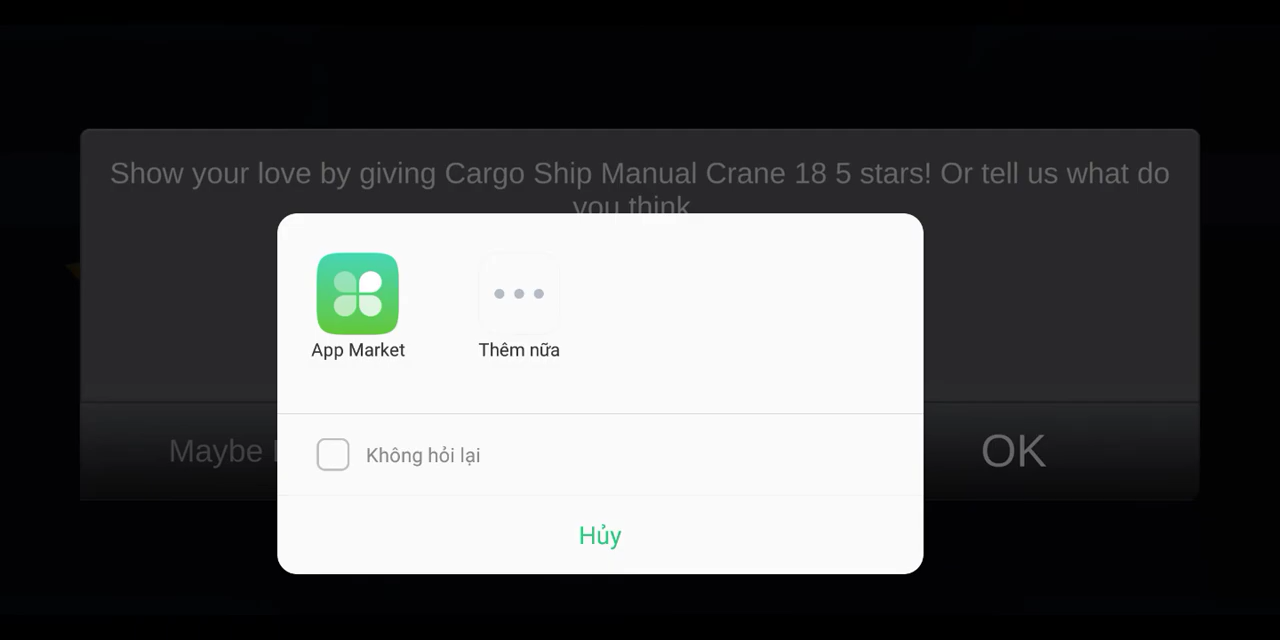 Show your love by giving Cargo Ship Manual Crane 18 5 stars! Or tell us what do
you think
App Market
Thêm nữa
Maybe
Không hỏi lại
OK
Hủy